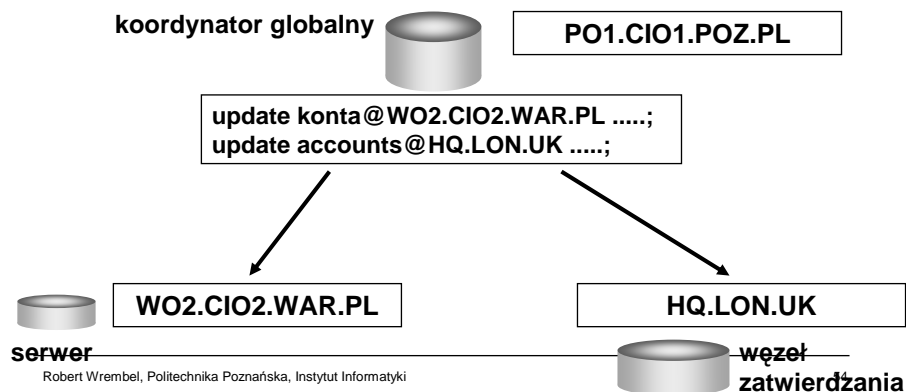 koordynator globalny
PO1.CIO1.POZ.PL
update konta@WO2.CIO2.WAR.PL .....;
update accounts@HQ.LON.UK .....;
WO2.CIO2.WAR.PL
HQ.LON.UK
serwer
węzeł
zatwierdzania
Robert Wrembel, Politechnika Poznańska, Instytut Informatyki